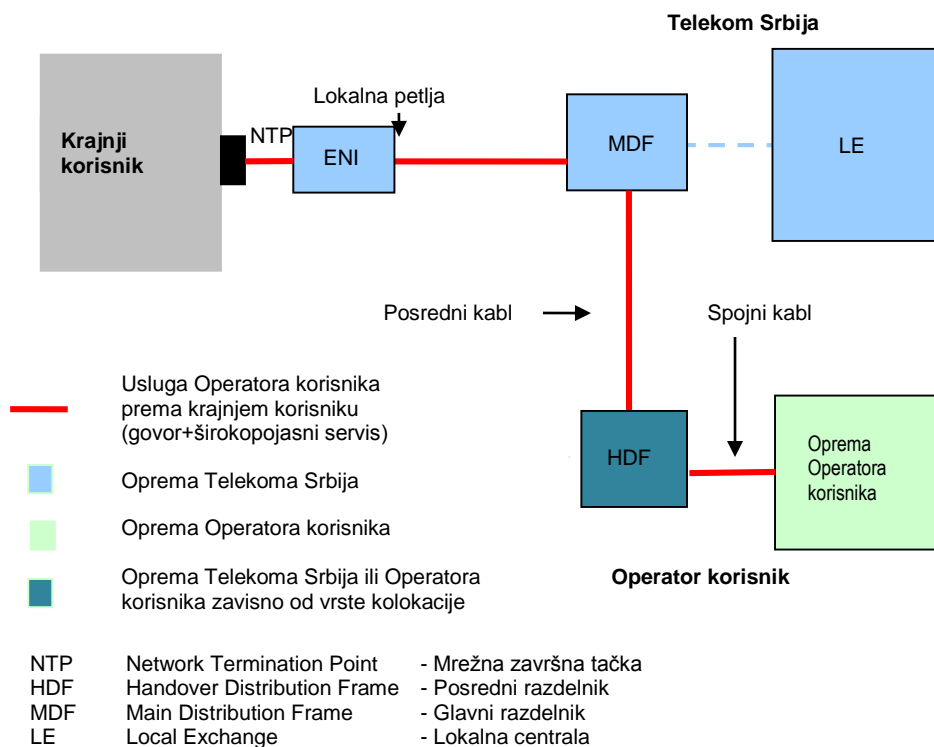 Telekom Srbija
Lokalna petlja
Krajnji
korisnik
NTP
ENI
MDF
LE
Posredni kabl
Spojni kabl
HDF
Oprema
Operatora
korisnika
Operator korisnik
Usluga Operatora korisnika
prema krajnjem korisniku
(govor+širokopojasni servis)
Oprema Telekoma Srbija
Oprema Operatora korisnika
Oprema Telekoma Srbija ili Operatora
korisnika zavisno od vrste kolokacije
NTP Network Termination Point - Mrežna završna tačka
HDF Handover Distribution Frame - Posredni razdelnik
MDF Main Distribution Frame - Glavni razdelnik
LE Local Exchange - Lokalna centrala